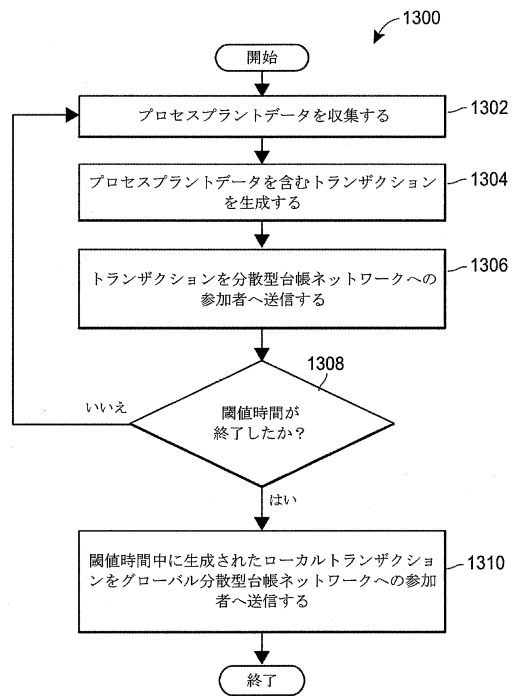 1300
開始
プロセスプラントデータを収集する
1302
プロセスプラントデータを含むトランザクション
を生成する
1304
トランザクションを分散型台帳ネットワークへの
参加者へ送信する
1306
1308
いいえ
閾値時間が
終了したか？
はい
閾値時間中に生成されたローカルトランザクション
をグローバル分散型台帳ネットワークへの参加
者へ送信する
1310
終了